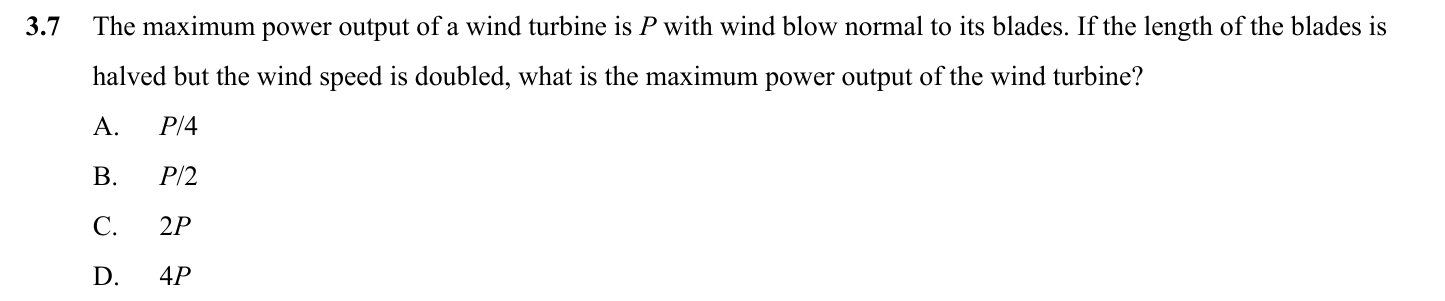 3.7 The maximum power output of a wind turbine is P with wind blow normal to its blades. If the length of the blades is
halved but the wind speed is doubled, what is the maximum power output of the wind turbine?
A. P/4
B. P/2
C. 2P
D. 4P